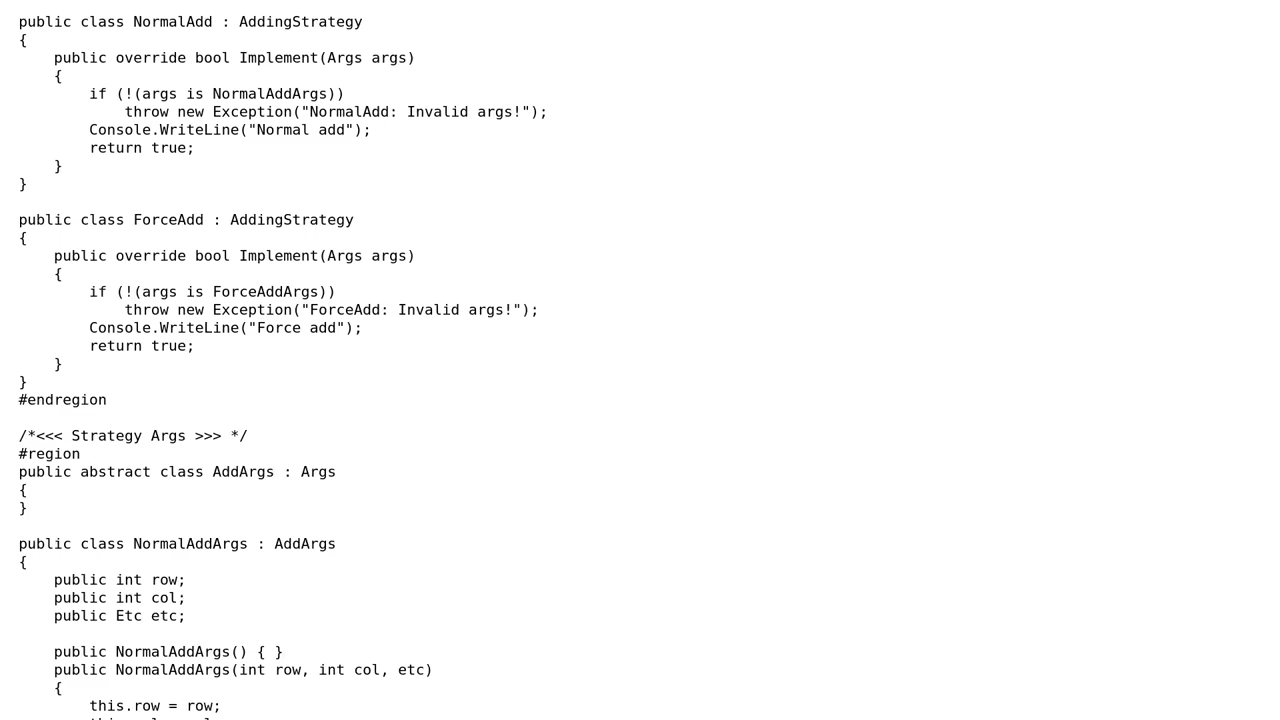 public class NormalAdd : AddingStrategy
{
    public override bool Implement(Args args)
    {
        if (!(args is NormalAddArgs))
            throw new Exception("NormalAdd: Invalid args!");
        Console.WriteLine("Normal add");
        return true;
    }
}

public class ForceAdd : AddingStrategy
{
    public override bool Implement(Args args)
    {
        if (!(args is ForceAddArgs))
            throw new Exception("ForceAdd: Invalid args!");
        Console.WriteLine("Force add");
        return true;
    }
}
#endregion

/*<<< Strategy Args >>> */
#region
public abstract class AddArgs : Args
{
}

public class NormalAddArgs : AddArgs
{
    public int row;
    public int col;
    public Etc etc;

    public NormalAddArgs() { }
    public NormalAddArgs(int row, int col, etc)
    {
        this.row = row;